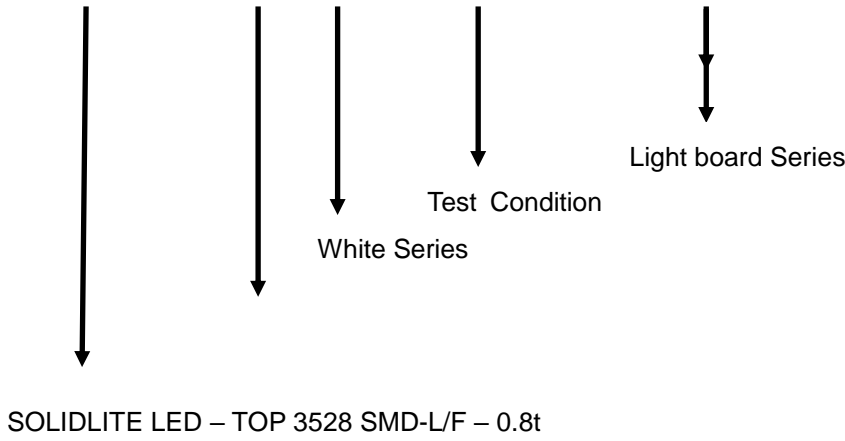 Light board Series
Test Condition
White Series
SOLIDLITE LED – TOP 3528 SMD-L/F – 0.8t